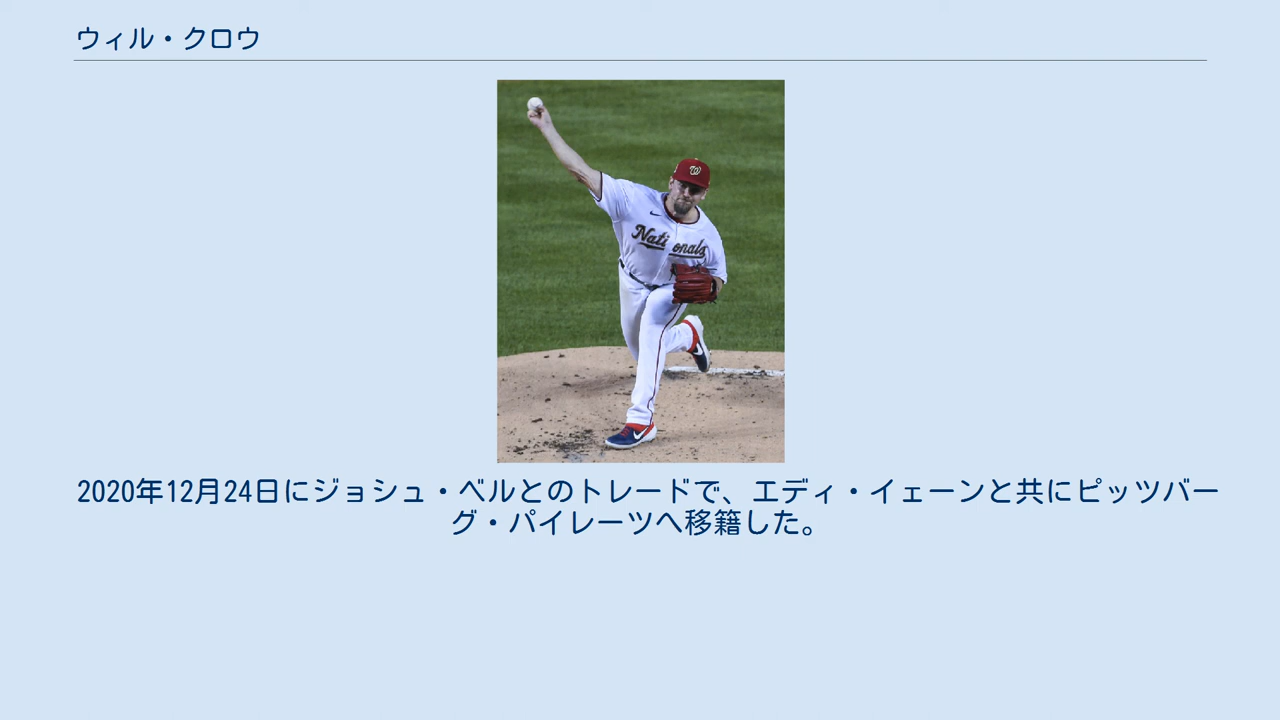 ウィル・クロウ
W
Nationals
2020年12月24日にジョシュ・ベルとのトレードで、エディ・イェーンと共にピッツバー
グ・パイレーツへ移籍した。